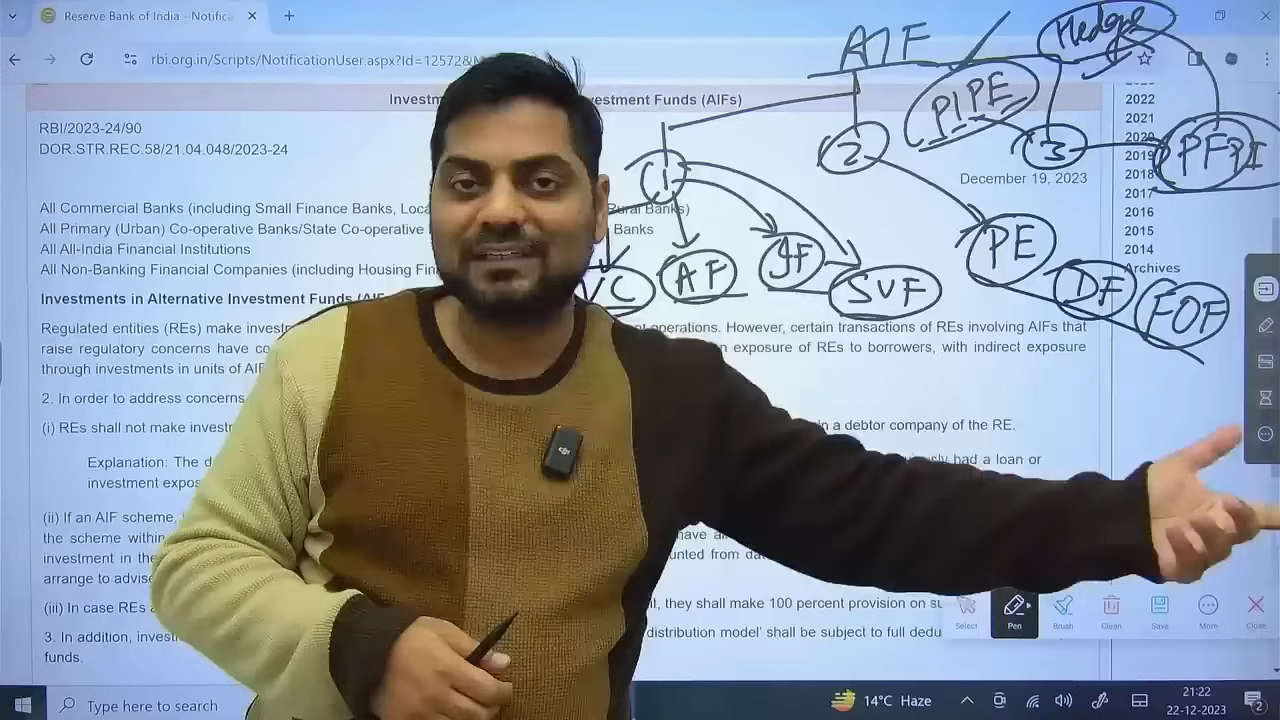 Reserve Bank of India - Notifica
rbi.org.in/Scripts/NotificationUser.aspx?Id=12572&M
AIF
Hedge
PIPE
1
2
3
PFPI
VC
AF
IF
SVF
PE
DF
FOF
Investm vestment Funds (AIFs)
RBI/2023-24/90
DOR.STR.REC.58/21.04.048/2023-24
December 19, 2023
All Commercial Banks (including Small Finance Banks, Loca Rural Banks)
All Primary (Urban) Co-operative Banks/State Co-operative Banks
All All-India Financial Institutions
All Non-Banking Financial Companies (including Housing Fin
Investments in Alternative Investment Funds (AIF
Regulated entities (REs) make investm t operations. However, certain transactions of REs involving AIFs that
raise regulatory concerns have co n exposure of REs to borrowers, with indirect exposure
through investments in units of AIF
2. In order to address concerns
(i) REs shall not make investm in a debtor company of the RE.
Explanation: The d had a loan or
investment expos
(ii) If an AIF scheme,
the scheme within have al
investment in the unted from da
arrange to advise
(iii) In case REs a t, they shall make 100 percent provision on su
3. In addition, invest distribution model' shall be subject to full dedu
funds.
2022
2021
2020
2019
2018
2017
2016
2015
2014
Archives
Select
Pen
Brush
Clean
Save
More
Close
Type here to search
14°C Haze
21:22
22-12-2023
2
dji